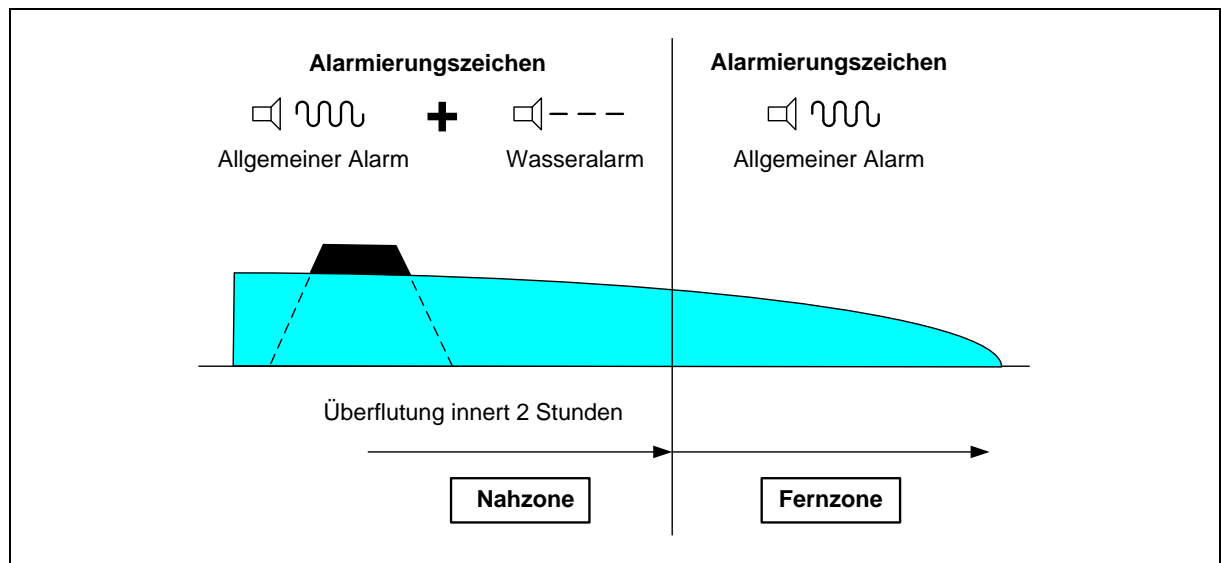 Alarmierungszeichen
Allgemeiner Alarm
Wasseralarm
Alarmierungszeichen
Allgemeiner Alarm
Überflutung innert 2 Stunden
Nahzone
Fernzone